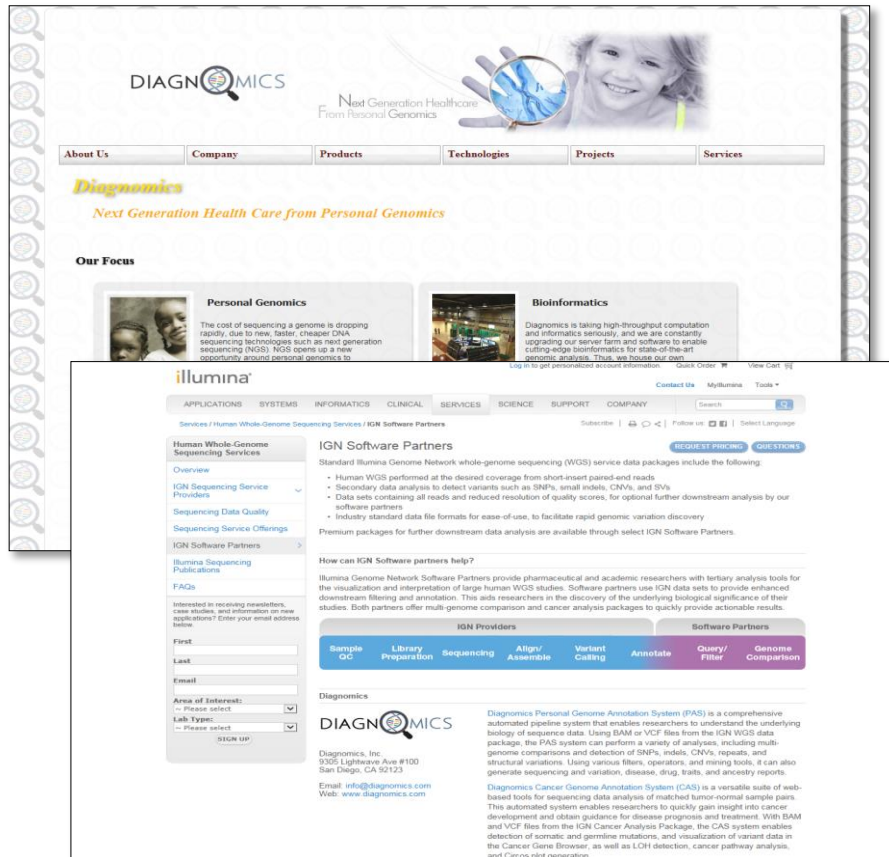 DIAGNOMICS
Next Generation Healthcare
From Personal Genomics
About Us Company Products Technologies Projects Services
Diagnomics
Next Generation Health Care from Personal Genomics
Our Focus
Personal Genomics
The cost of sequencing a genome is dropping
rapidly, due to new, faster, cheaper DNA
sequencing technologies such as next generation
sequencing (NGS). NGS opens up a new
opportunity around personal genomics to
Bioinformatics
Diagnomics is taking high-throughput computation
and informatics seriously, and we are constantly
upgrading our server farm and software to enable
cutting-edge bioinformatics for state-of-the-art
genomic analysis. Thus, we house our own
illumina®
Log in to get personalized account information. Quick Order View Cart
Contact Us MyIllumina Tools
APPLICATIONS SYSTEMS INFORMATICS CLINICAL SERVICES SCIENCE SUPPORT COMPANY Search
Services / Human Whole-Genome Sequencing Services / IGN Software Partners
Subscribe | Follow us | Select Language
Human Whole-Genome
Sequencing Services
Overview
IGN Sequencing Service
Providers
Sequencing Data Quality
Sequencing Service Offerings
IGN Software Partners
Illumina Sequencing
Publications
FAQs
Interested in receiving newsletters,
case studies, and information on new
applications? Enter your email address
below.
First
Last
Email
Area of Interest:
-- Please select
Lab Type:
-- Please select
SIGN UP
IGN Software Partners
REQUEST PRICING QUESTIONS
Standard Illumina Genome Network whole-genome sequencing (WGS) service data packages include the following:
• Human WGS performed at the desired coverage from short-insert paired-end reads
• Secondary data analysis to detect variants such as SNPs, small indels, CNVs, and SVs
• Data sets containing all reads and reduced resolution of quality scores, for optional further downstream analysis by our
software partners
• Industry standard data file formats for ease-of-use, to facilitate rapid genomic variation discovery
Premium packages for further downstream data analysis are available through select IGN Software Partners.
How can IGN Software partners help?
Illumina Genome Network Software Partners provide pharmaceutical and academic researchers with tertiary analysis tools for
the visualization and interpretation of large human WGS studies. Software partners use IGN data sets to provide enhanced
downstream filtering and annotation. This aids researchers in the discovery of the underlying biological significance of their
studies. Both partners offer multi-genome comparison and cancer analysis packages to quickly provide actionable results.
IGN Providers Software Partners
Sample QC Library Preparation Sequencing Align/ Assemble Variant Calling Annotate Query/ Filter Genome Comparison
Diagnomics
DIAGNOMICS
Diagnomics, Inc.
9305 Lightwave Ave #100
San Diego, CA 92123
Email: info@diagnomics.com
Web: www.diagnomics.com
Diagnomics Personal Genome Annotation System (PAS) is a comprehensive
automated pipeline system that enables researchers to understand the underlying
biology of sequence data. Using BAM or VCF files from the IGN WGS data
package, the PAS system can perform a variety of analyses, including multi-
genome comparisons and detection of SNPs, indels, CNVs, repeats, and
structural variations. Using various filters, operators, and mining tools, it can also
generate sequencing and variation, disease, drug, traits, and ancestry reports.
Diagnomics Cancer Genome Annotation System (CAS) is a versatile suite of web-
based tools for sequencing data analysis of matched tumor-normal sample pairs.
This automated system enables researchers to quickly gain insight into cancer
development and obtain guidance for disease prognosis and treatment. With BAM
and VCF files from the IGN Cancer Analysis Package, the CAS system enables
detection of somatic and germline mutations, and visualization of variant data in
the Cancer Gene Browser, as well as LOH detection, cancer pathway analysis,
and Circos plot generation.